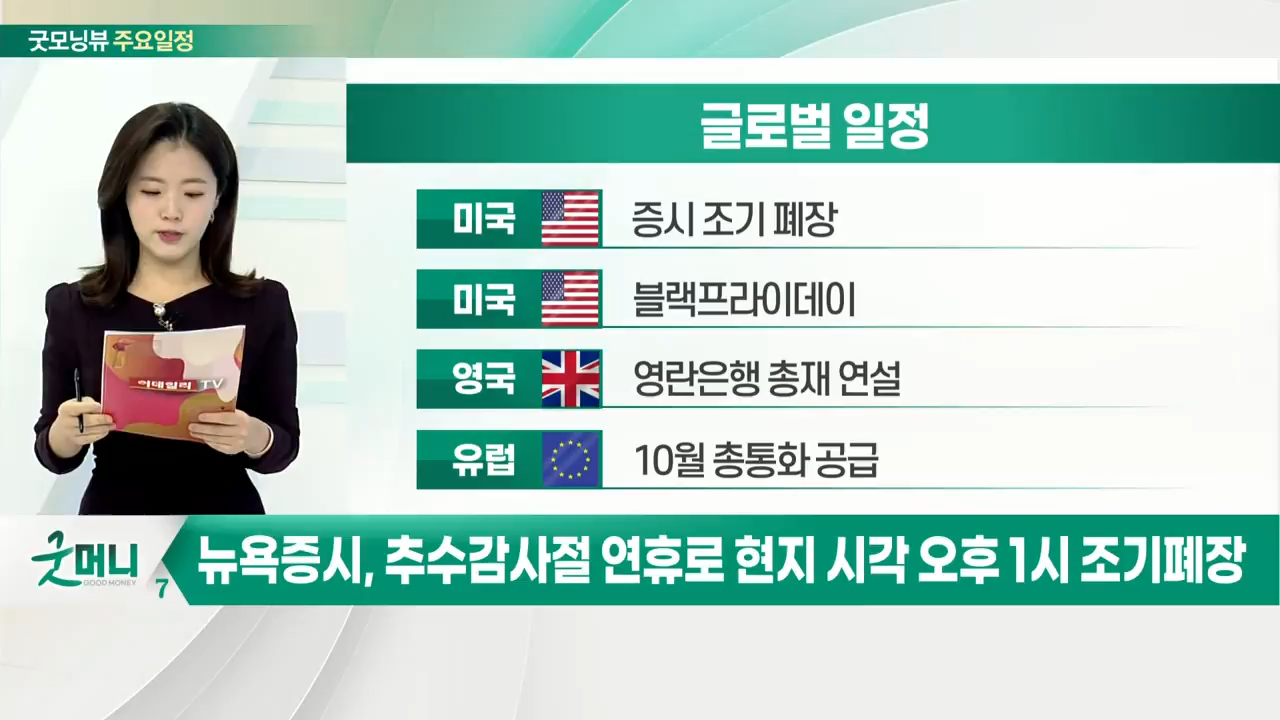 굿모닝뷰 주요일정
글로벌 일정
미국 증시 조기 폐장
미국 블랙프라이데이
영국 영란은행 총재 연설
유럽 10월 총통화 공급
이데일리 TV
굿머니
GOOD MONEY
7
뉴욕증시, 추수감사절 연휴로 현지 시각 오후 1시 조기폐장